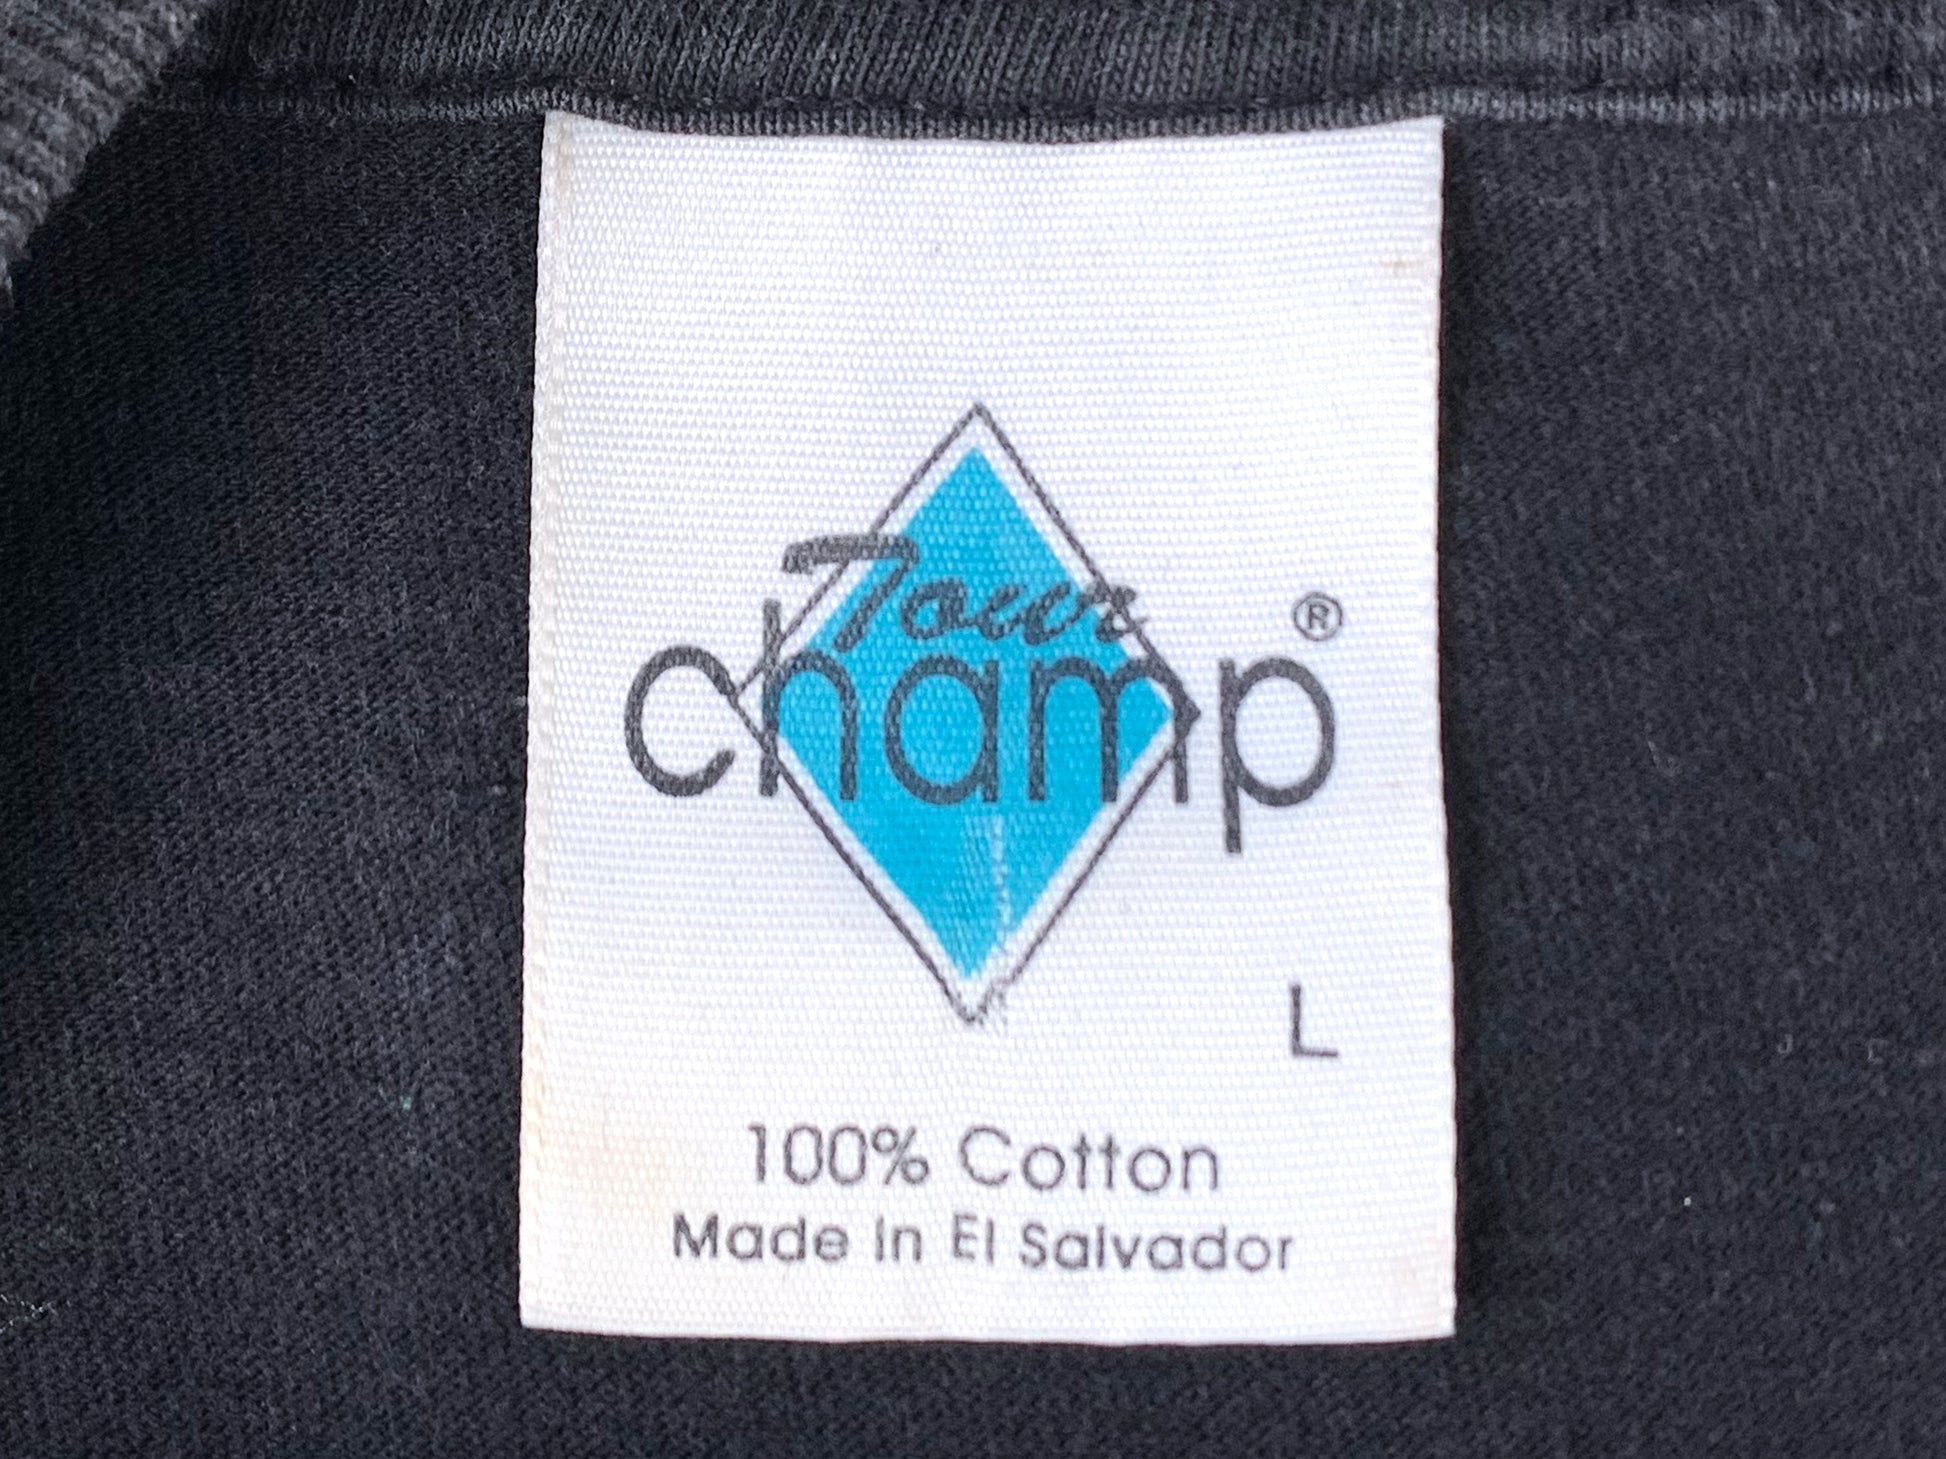 Tour
champ®
L
100% Cotton
Made in El Salvador